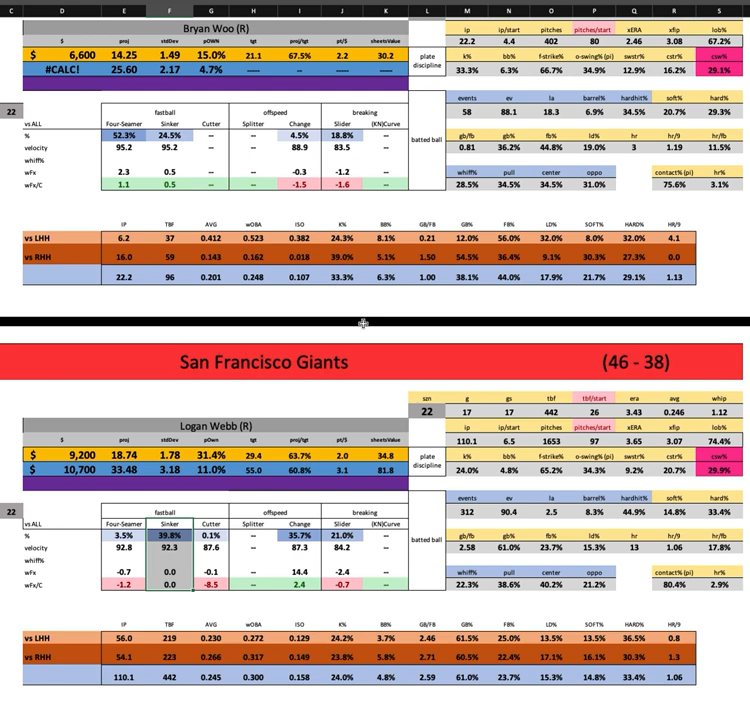 C D E F G H I J K L M N O P Q R S
Bryan Woo (R) ip ip/start pitches pitches/start xERA xfip lob%
$ proj stdDev pOWN tgt proj/tgt pt/$ sheetsValue 22.2 4.4 402 80 2.46 3.08 67.2%
$ 6,600 14.25 1.49 15.0% 21.1 67.5% 2.2 30.2 plate discipline k% bb% f-strike% o-swing% (pi) swstr% cstr% csw%
#CALC! 25.60 2.17 4.7% ----- -- --- ----- 33.3% 6.3% 66.7% 34.9% 12.9% 16.2% 29.1%
events ev la barrel% hardhit% soft% hard%
22 fastball offspeed breaking batted ball 58 88.1 18.3 6.9% 34.5% 20.7% 29.3%
vs ALL Four-Seamer Sinker Cutter Splitter Change Slider (KN)Curve
% 52.3% 24.5% -- -- 4.5% 18.8% -- gb/fb gb% fb% ld% hr hr/9 hr/fb
velocity 95.2 95.2 -- -- 88.9 83.5 -- 0.81 36.2% 44.8% 19.0% 3 1.19 11.5%
whiff%
wFx 2.3 0.5 -- -- -0.3 -1.2 -- whiff% pull center oppo contact% (pi) hr%
wFx/C 1.1 0.5 -- -- -1.5 -1.6 -- 28.5% 34.5% 34.5% 31.0% 75.6% 3.1%
IP TBF AVG wOBA ISO K% BB% GB/FB GB% FB% LD% SOFT% HARD% HR/9
vs LHH 6.2 37 0.412 0.523 0.382 24.3% 8.1% 0.21 12.0% 56.0% 32.0% 8.0% 32.0% 4.1
vs RHH 16.0 59 0.143 0.162 0.018 39.0% 5.1% 1.50 54.5% 36.4% 9.1% 30.3% 27.3% 0.0
22.2 96 0.201 0.248 0.107 33.3% 6.3% 1.00 38.1% 44.0% 17.9% 21.7% 29.1% 1.13
San Francisco Giants (46 - 38)
szn g gs tbf tbf/start era avg whip
22 17 17 442 26 3.43 0.246 1.12
Logan Webb (R) ip ip/start pitches pitches/start xERA xfip lob%
$ proj stdDev pOwn tgt proj/tgt pt/$ sheetsValue 110.1 6.5 1653 97 3.65 3.07 74.4%
$ 9,200 18.74 1.78 31.4% 29.4 63.7% 2.0 34.8 plate discipline k% bb% f-strike% o-swing% (pi) swstr% cstr% csw%
$ 10,700 33.48 3.18 11.0% 55.0 60.8% 3.1 81.8 24.0% 4.8% 65.2% 34.3% 9.2% 20.7% 29.9%
events ev la barrel% hardhit% soft% hard%
22 fastball offspeed breaking batted ball 312 90.4 2.5 8.3% 44.9% 14.8% 33.4%
vs ALL Four-Seamer Sinker Cutter Splitter Change Slider (KN)Curve
% 3.5% 39.8% 0.1% -- 35.7% 21.0% -- gb/fb gb% fb% ld% hr hr/9 hr/fb
velocity 92.8 92.3 87.6 -- 87.3 84.2 -- 2.58 61.0% 23.7% 15.3% 13 1.06 17.8%
whiff%
wFx -0.7 0.0 -0.1 -- 14.4 -2.4 -- whiff% pull center oppo contact% (pi) hr%
wFx/C -1.2 0.0 -8.5 -- 2.4 -0.7 -- 22.3% 38.6% 40.2% 21.2% 80.4% 2.9%
IP TBF AVG wOBA ISO K% BB% GB/FB GB% FB% LD% SOFT% HARD% HR/9
vs LHH 56.0 219 0.230 0.272 0.129 24.2% 3.7% 2.46 61.5% 25.0% 13.5% 13.5% 36.5% 0.8
vs RHH 54.1 223 0.266 0.317 0.149 23.8% 5.8% 2.71 60.5% 22.4% 17.1% 16.1% 30.3% 1.3
110.1 442 0.245 0.300 0.158 24.0% 4.8% 2.59 61.0% 23.7% 15.3% 14.8% 33.4% 1.06